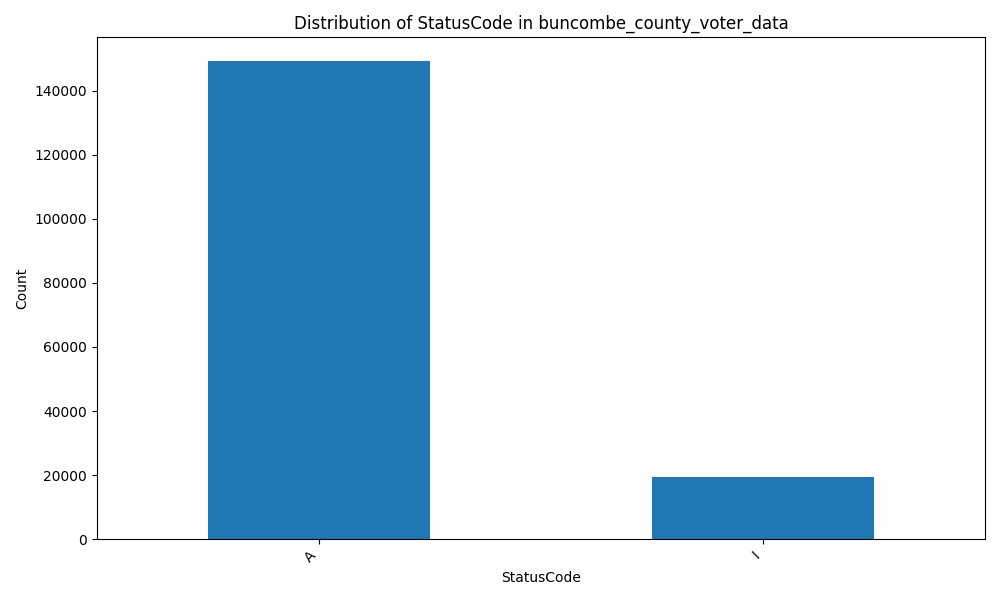 Distribution of StatusCode in buncombe_county_voter_data
Count
140000
120000
100000
80000
60000
40000
20000
0
A
I
StatusCode